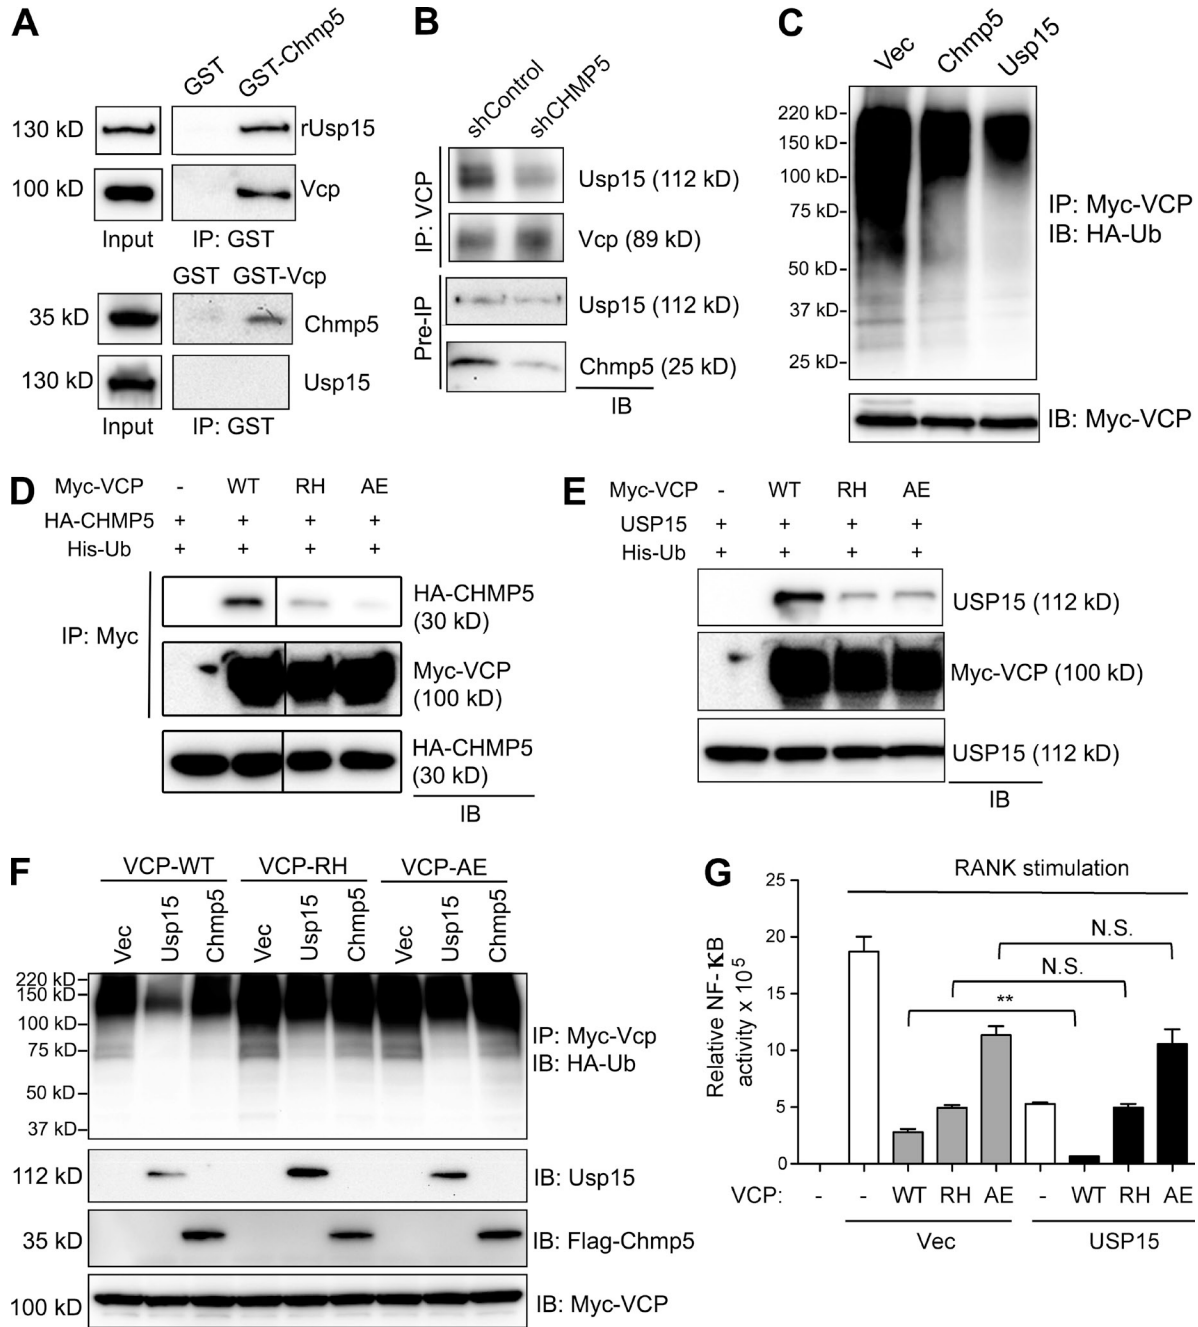 A
GST
GST-Chmp5
130 kD
rUsp15
100 kD
Vcp
Input
IP: GST
GST GST-Vcp
35 kD
Chmp5
130 kD
Usp15
Input
IP: GST
B
shControl
shCHMP5
IP: VCP
Usp15 (112 kD)
Vcp (89 kD)
Pre-IP
Usp15 (112 kD)
Chmp5 (25 kD)
IB
C
Vec
Chmp5
Usp15
220 kD
150 kD
100 kD
75 kD
50 kD
37 kD
25 kD
IP: Myc-VCP
IB: HA-Ub
IB: Myc-VCP
D
Myc-VCP - WT RH AE
HA-CHMP5 + + + +
His-Ub + + + +
IP: Myc
HA-CHMP5
(30 kD)
Myc-VCP
(100 kD)
HA-CHMP5
(30 kD)
IB
E
Myc-VCP - WT RH AE
USP15 + + + +
His-Ub + + + +
USP15 (112 kD)
Myc-VCP (100 kD)
USP15 (112 kD)
IB
F
VCP-WT VCP-RH VCP-AE
Vec Usp15 Chmp5 Vec Usp15 Chmp5 Vec Usp15 Chmp5
220 kD
150 kD
100 kD
75 kD
50 kD
37 kD
IP: Myc-Vcp
IB: HA-Ub
112 kD
IB: Usp15
35 kD
IB: Flag-Chmp5
100 kD
IB: Myc-VCP
G
RANK stimulation
Relative NF-κB
activity x 10⁵
25
20
15
10
5
0
N.S.
N.S.
**
VCP: - - WT RH AE - WT RH AE
Vec USP15